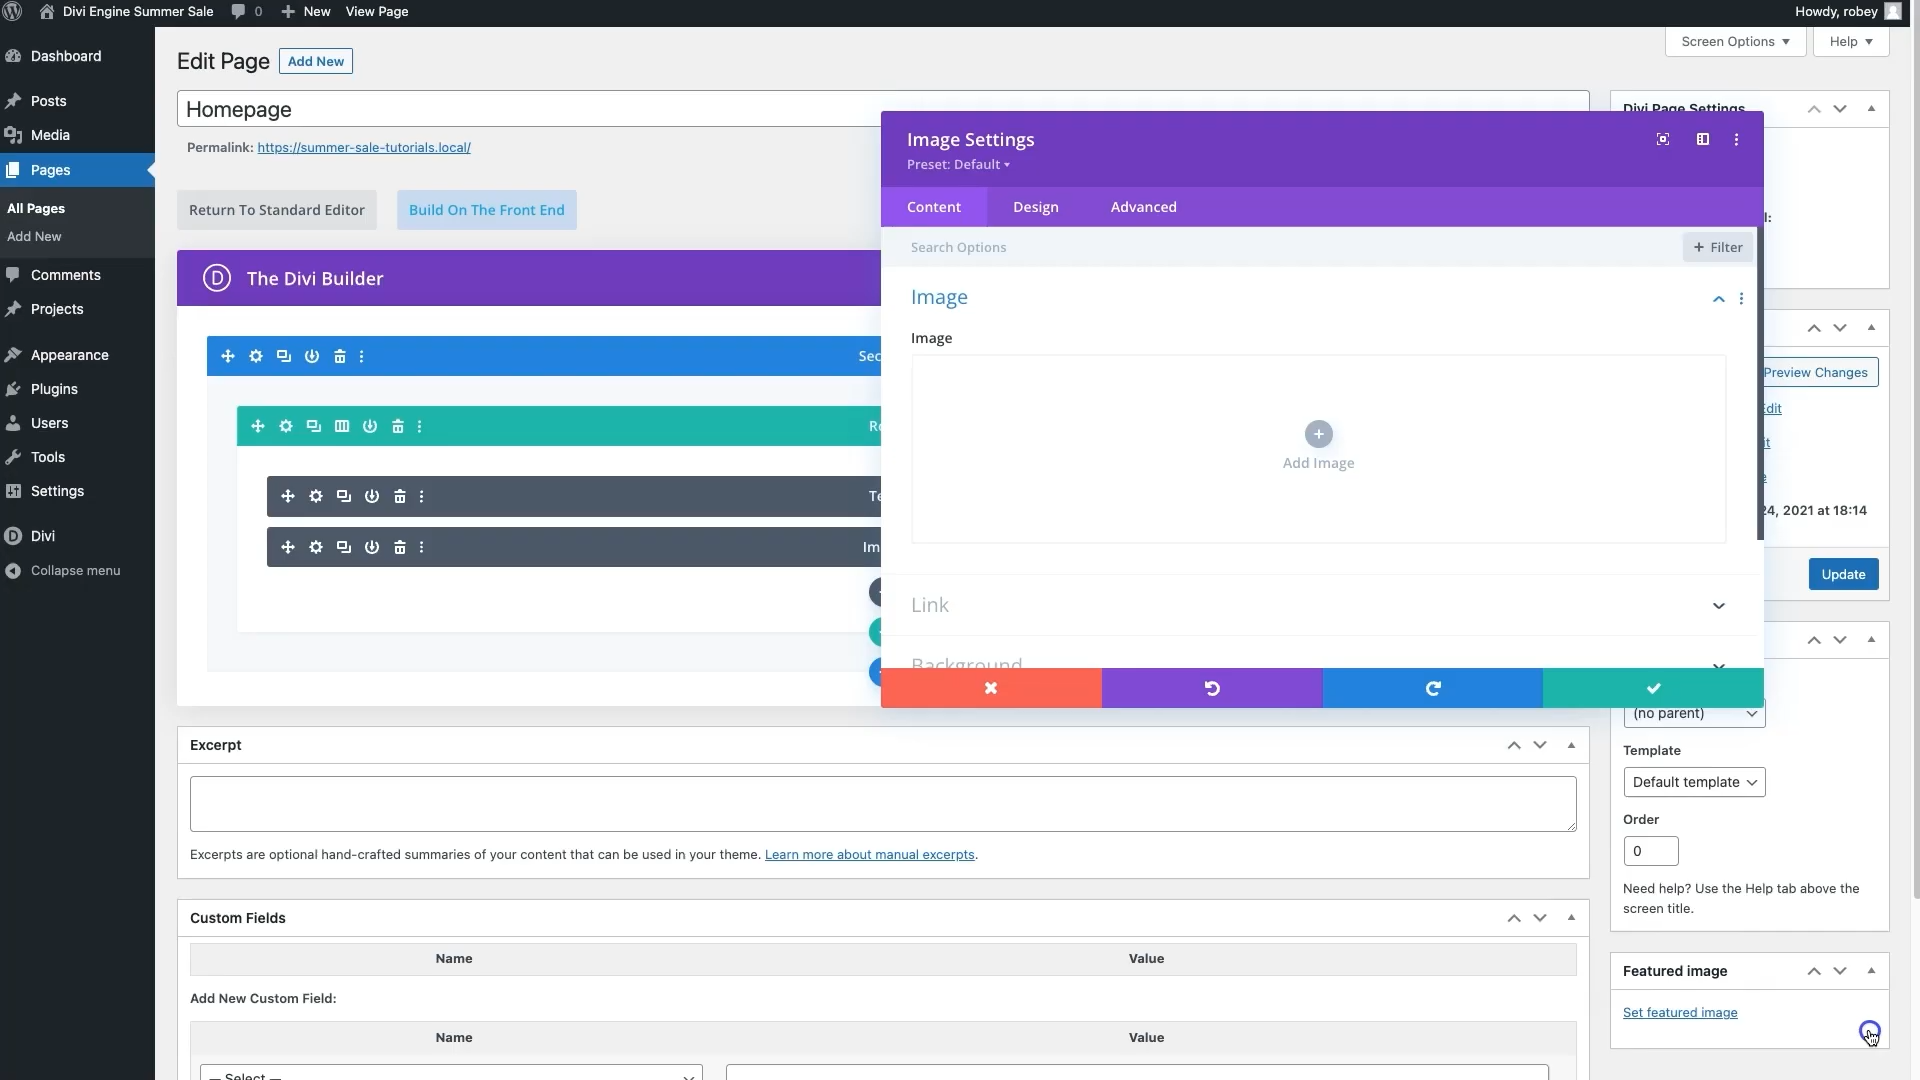 Divi Engine Summer Sale
0
New
View Page
Howdy, robey
Dashboard
Posts
Media
Pages
All Pages
Add New
Comments
Projects
Appearance
Plugins
Users
Tools
Settings
Divi
Collapse menu
Screen Options
Help
Edit Page
Add New
Homepage
Permalink: https://summer-sale-tutorials.local/
Return To Standard Editor
Build On The Front End
The Divi Builder
Sec
Te
Im
Image Settings
Preset: Default
Content
Design
Advanced
Search Options
+ Filter
Image
Image
Add Image
Link
Background
Divi Page Settings
l:
Preview Changes
Edit
it
24, 2021 at 18:14
Update
(no parent)
Template
Default template
Order
0
Need help? Use the Help tab above the
screen title.
Featured image
Set featured image
Excerpt
Excerpts are optional hand-crafted summaries of your content that can be used in your theme. Learn more about manual excerpts.
Custom Fields
Name
Value
Add New Custom Field:
Name
Value
— Select —